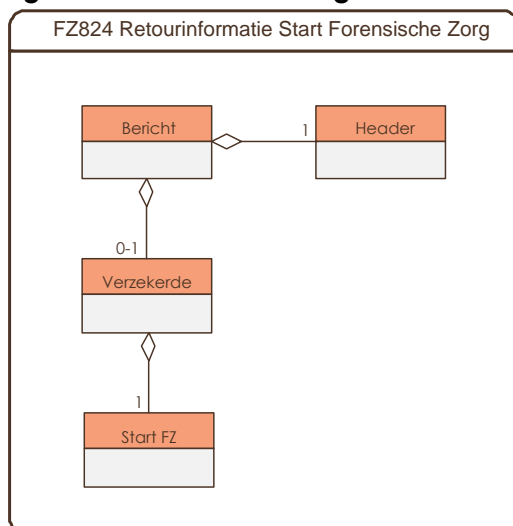 FZ824 Retourinformatie Start Forensische Zorg
Bericht
1
Header
0-1
Verzekerde
1
Start FZ